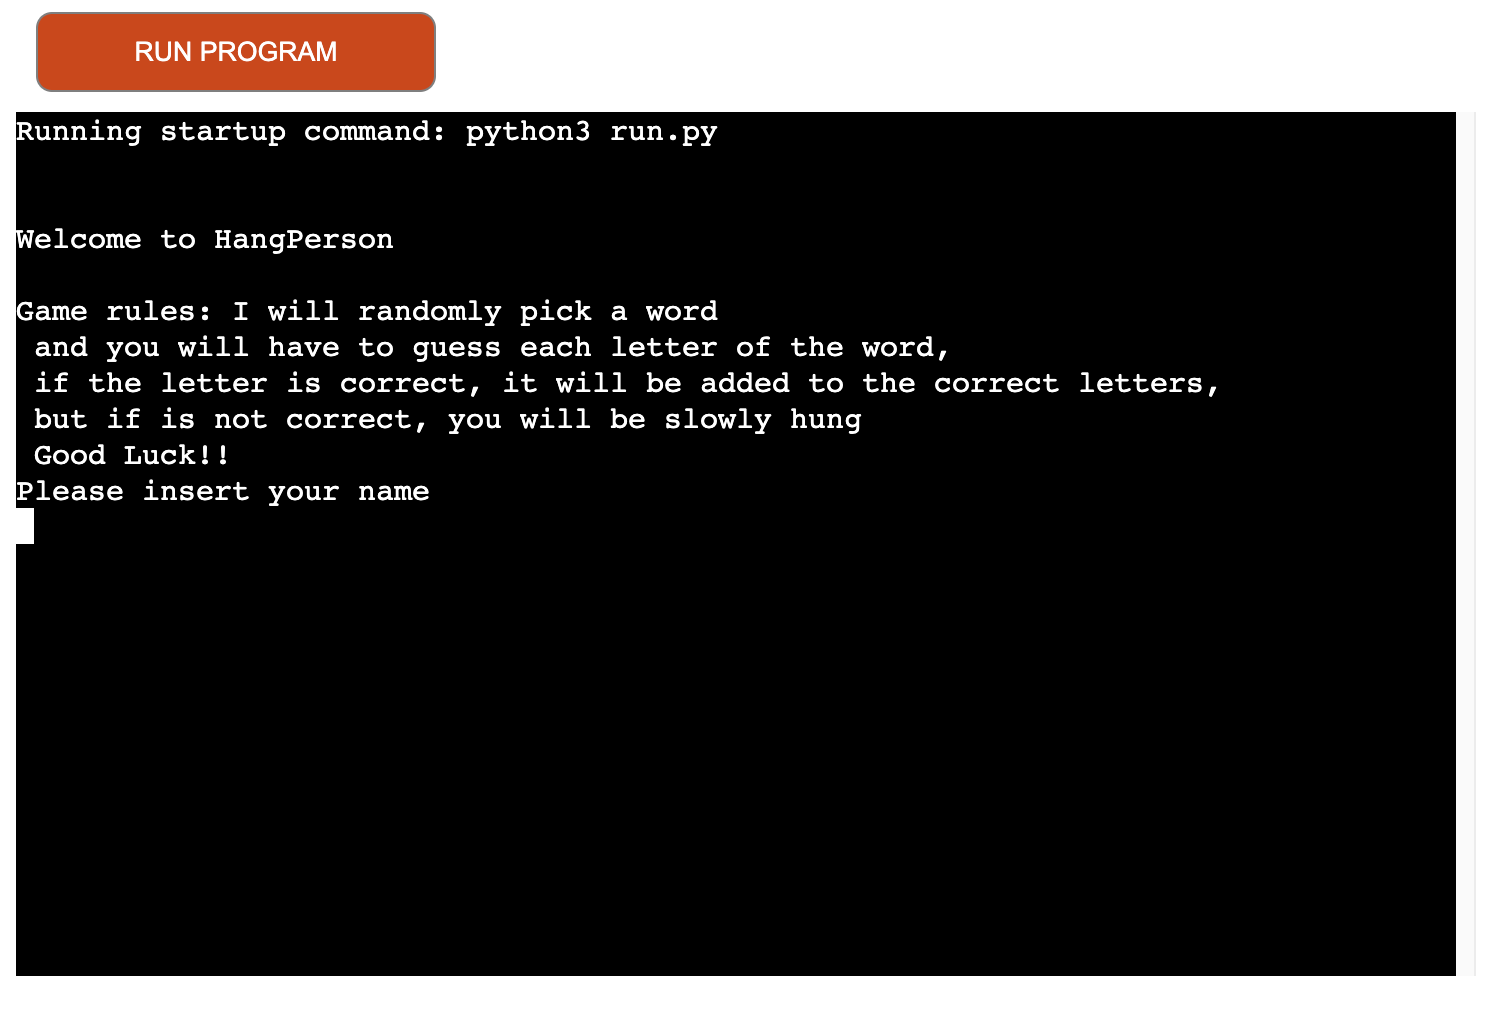 RUN PROGRAM
Running startup command: python3 run.py
Welcome to HangPerson
Game rules: I will randomly pick a word
and you will have to guess each letter of the word,
if the letter is correct, it will be added to the correct letters,
but if is not correct, you will be slowly hung
Good Luck!!
Please insert your name